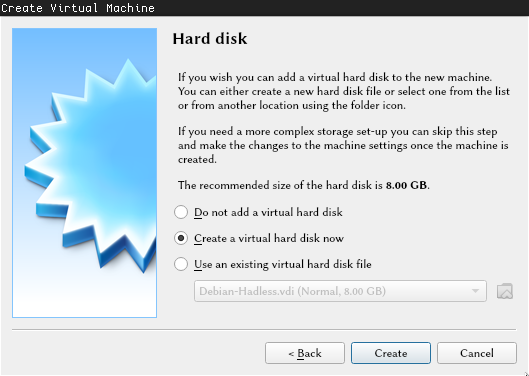 Create Virtual Machine
Hard disk
If you wish you can add a virtual hard disk to the new machine.
You can either create a new hard disk file or select one from the list
or from another location using the folder icon.
If you need a more complex storage set-up you can skip this step
and make the changes to the machine settings once the machine is
created.
The recommended size of the hard disk is 8.00 GB.
Do not add a virtual hard disk
Create a virtual hard disk now
Use an existing virtual hard disk file
Debian-Hadless.vdi (Normal, 8.00 GB)
< Back
Create
Cancel